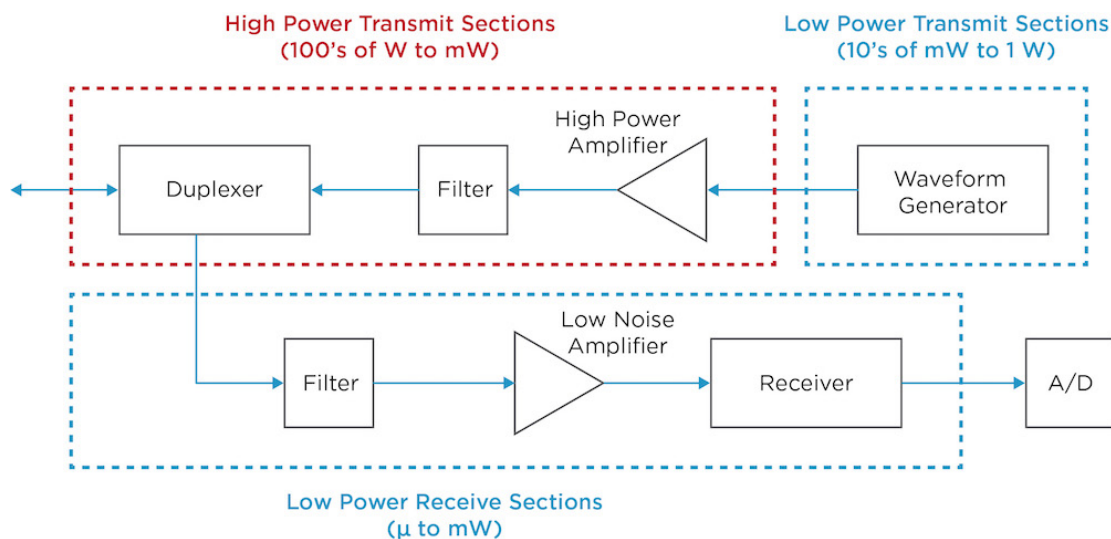 High Power Transmit Sections
(100's of W to mW)
Low Power Transmit Sections
(10's of mW to 1 W)
High Power
Amplifier
Duplexer
Filter
Waveform
Generator
Low Noise
Amplifier
Filter
Receiver
A/D
Low Power Receive Sections
(μ to mW)